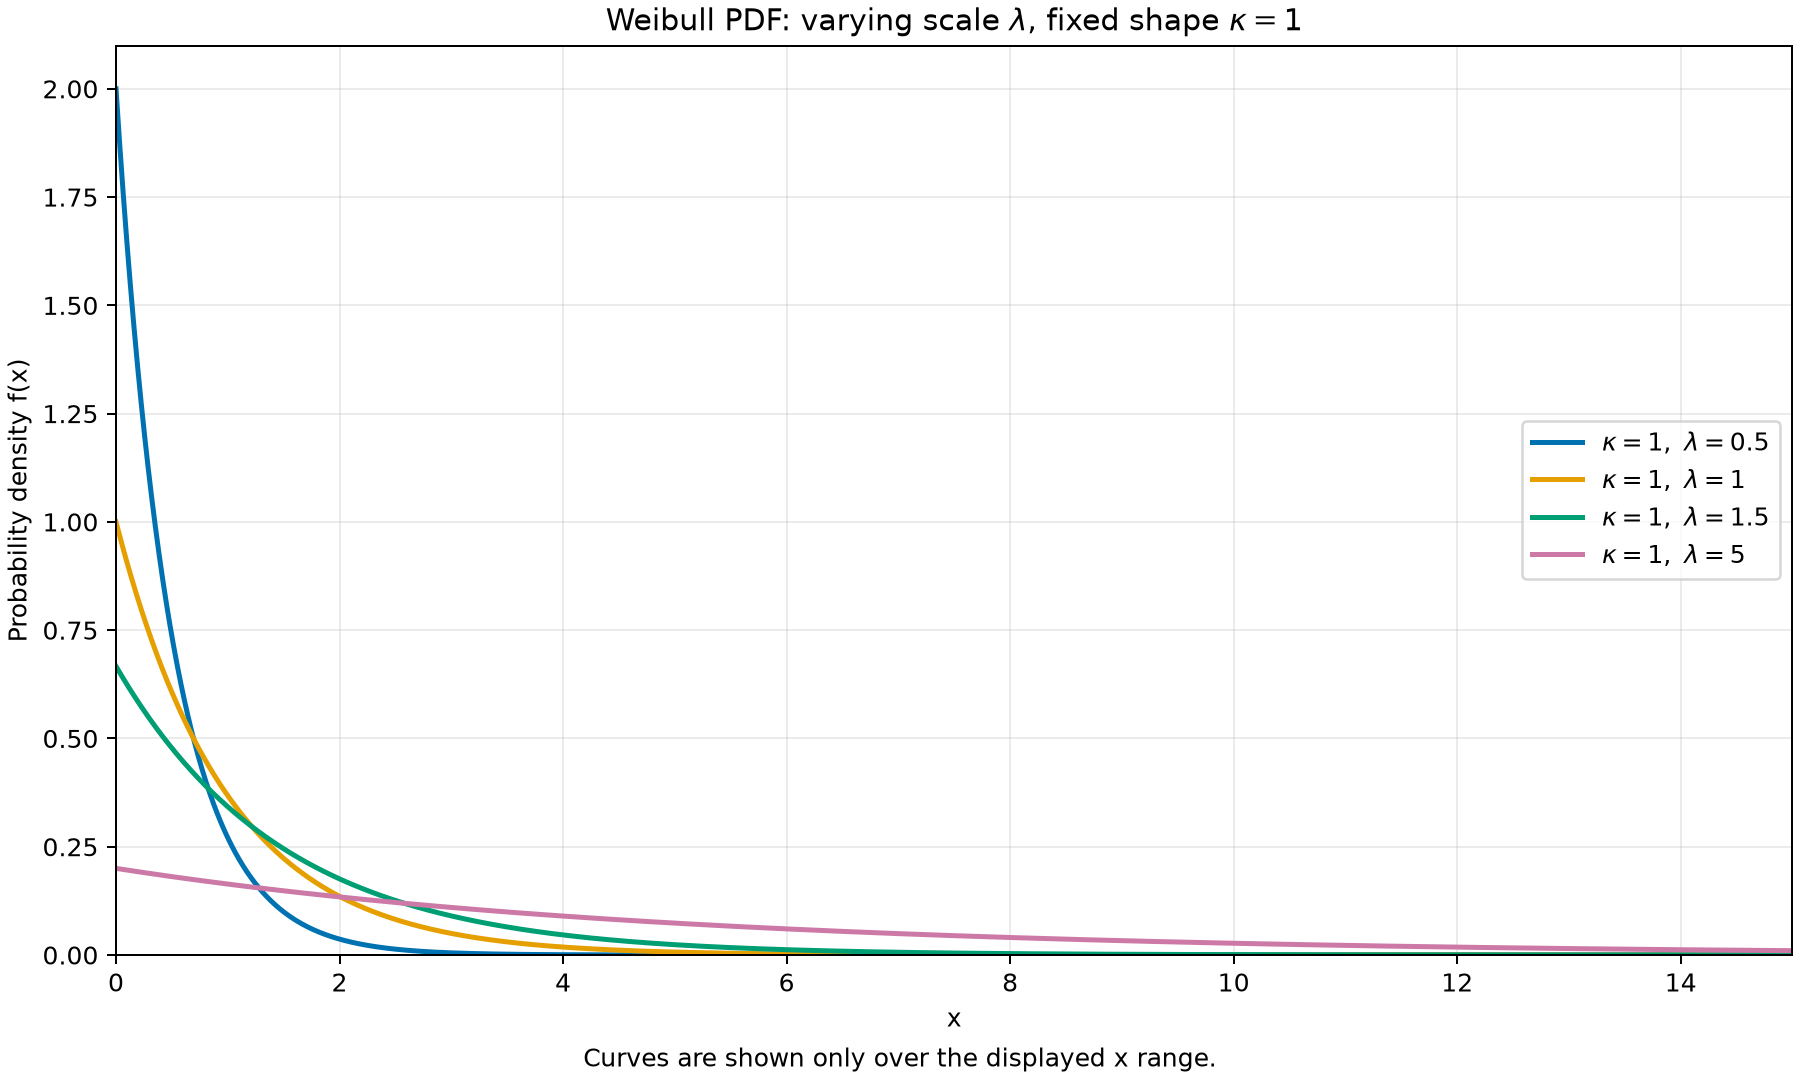 Weibull PDF: varying scale λ, fixed shape κ = 1
Probability density f(x)
2.00
1.75
1.50
1.25
1.00
0.75
0.50
0.25
0.00
κ = 1, λ = 0.5
κ = 1, λ = 1
κ = 1, λ = 1.5
κ = 1, λ = 5
0 2 4 6 8 10 12 14
x
Curves are shown only over the displayed x range.